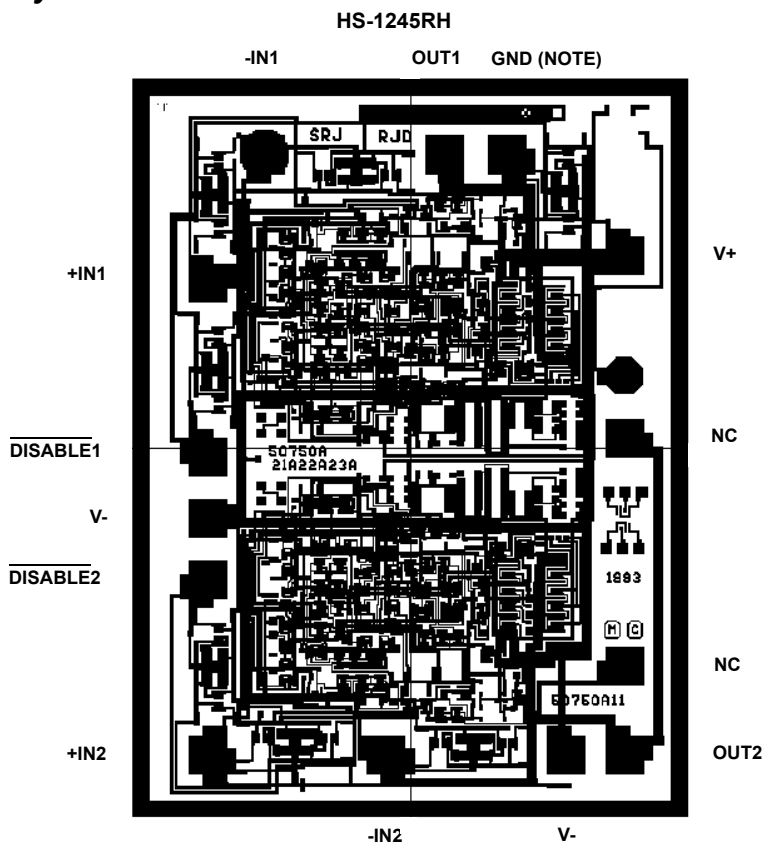 HS-1245RH
-IN1 OUT1 GND (NOTE)
SRJ RJD
V+
+IN1
NC
DISABLE1
50750A
21A22A23A
V-
DISABLE2
1993
M C
NC
50750A11
+IN2
OUT2
-IN2 V-